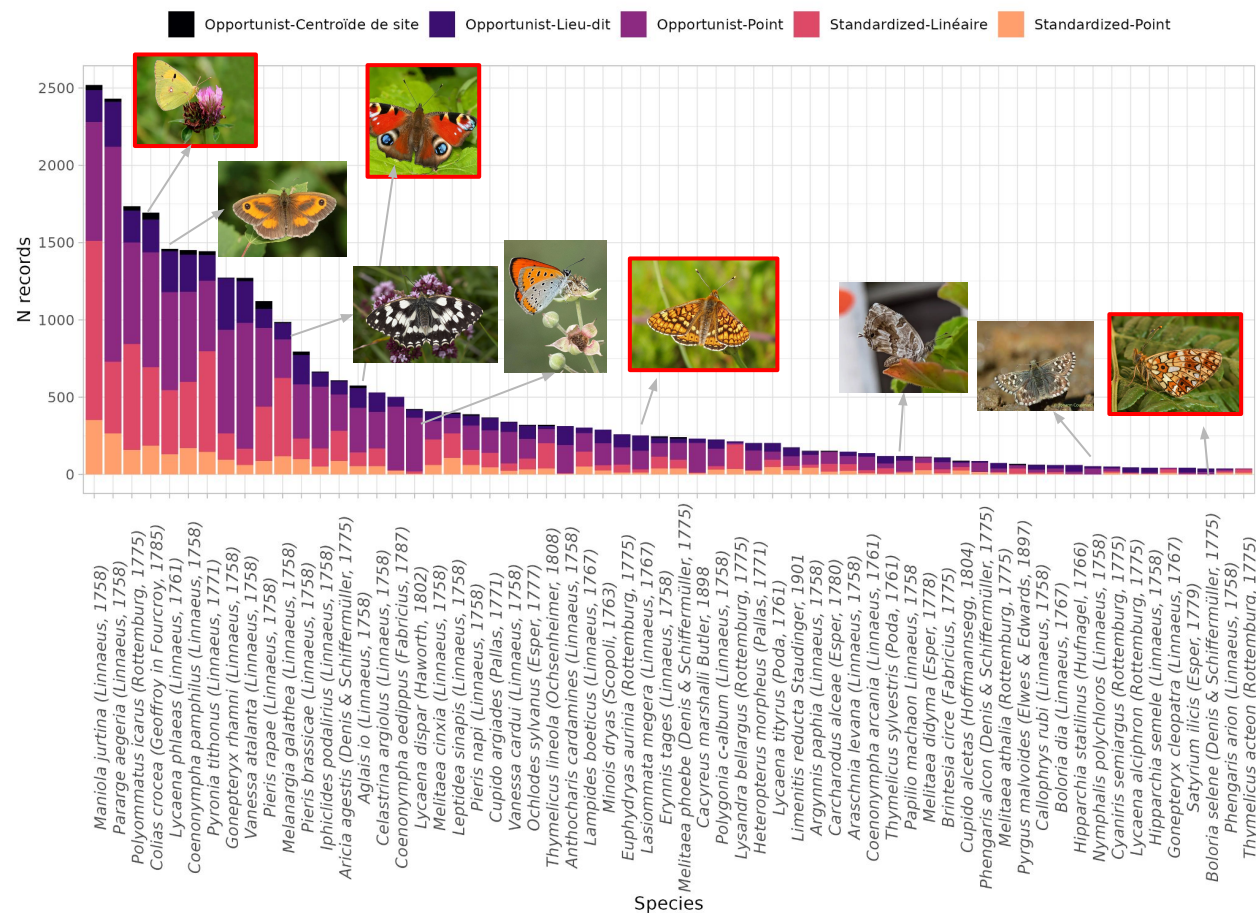 Opportunist-Centroïde de site
Opportunist-Lieu-dit
Opportunist-Point
Standardized-Linéaire
Standardized-Point
N records
2500
2000
1500
1000
500
0
Maniola jurtina (Linnaeus, 1758)
Pararge aegeria (Linnaeus, 1758)
Polyommatus icarus (Rottemburg, 1775)
Colias crocea (Geoffroy in Fourcroy, 1785)
Lycaena phlaeas (Linnaeus, 1761)
Coenonympha pamphilus (Linnaeus, 1758)
Pyronia tithonus (Linnaeus, 1771)
Gonepteryx rhamni (Linnaeus, 1758)
Vanessa atalanta (Linnaeus, 1758)
Pieris rapae (Linnaeus, 1758)
Melanargia galathea (Linnaeus, 1758)
Pieris brassicae (Linnaeus, 1758)
Iphiclides podalirius (Linnaeus, 1758)
Aricia agestis (Denis & Schiffermüller, 1775)
Aglais io (Linnaeus, 1758)
Celastrina argiolus (Linnaeus, 1758)
Coenonympha oedippus (Fabricius, 1787)
Lycaena dispar (Haworth, 1802)
Melitaea cinxia (Linnaeus, 1758)
Leptidea sinapis (Linnaeus, 1758)
Pieris napi (Linnaeus, 1758)
Cupido argiades (Pallas, 1771)
Vanessa cardui (Linnaeus, 1758)
Ochlodes sylvanus (Esper, 1777)
Thymelicus lineola (Ochsenheimer, 1808)
Anthocharis cardamines (Linnaeus, 1758)
Lampides boeticus (Linnaeus, 1767)
Minois dryas (Scopoli, 1763)
Euphydryas aurinia (Rottemburg, 1775)
Lasiommata megera (Linnaeus, 1767)
Erynnis tages (Linnaeus, 1758)
Melitaea phoebe (Denis & Schiffermüller, 1775)
Cacyreus marshalli Butler, 1898
Polygonia c-album (Linnaeus, 1758)
Lysandra bellargus (Rottemburg, 1775)
Heteropterus morpheus (Pallas, 1771)
Lycaena tityrus (Poda, 1761)
Limenitis reducta Staudinger, 1901
Argynnis paphia (Linnaeus, 1758)
Carcharodus alceae (Esper, 1780)
Araschnia levana (Linnaeus, 1758)
Coenonympha arcania (Linnaeus, 1761)
Thymelicus sylvestris (Poda, 1761)
Papilio machaon Linnaeus, 1758
Melitaea didyma (Esper, 1778)
Brintesia circe (Fabricius, 1775)
Cupido alcetas (Hoffmannsegg, 1804)
Phengaris alcon (Denis & Schiffermüller, 1775)
Melitaea athalia (Rottemburg, 1775)
Pyrgus malvoides (Elwes & Edwards, 1897)
Callophrys rubi (Linnaeus, 1758)
Boloria dia (Linnaeus, 1767)
Hipparchia statilinus (Hufnagel, 1766)
Nymphalis polychloros (Linnaeus, 1758)
Cyaniris semiargus (Rottemburg, 1775)
Lycaena alciphron (Rottemburg, 1775)
Hipparchia semele (Linnaeus, 1758)
Gonepteryx cleopatra (Linnaeus, 1767)
Satyrium ilicis (Esper, 1779)
Boloria selene (Denis & Schiffermüller, 1775)
Phengaris arion (Linnaeus, 1758)
Thymelicus acteon (Rottemburg, 1775)
Species